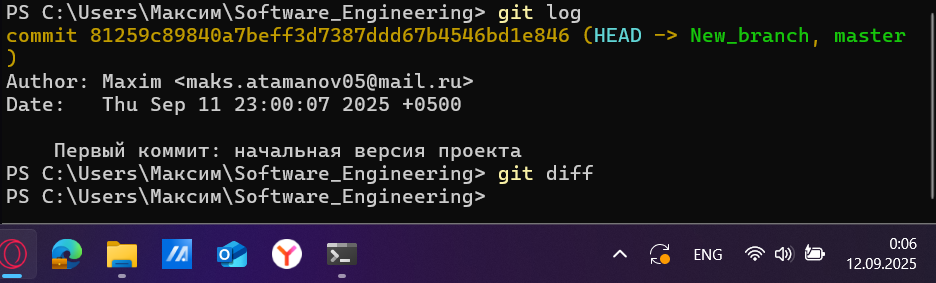 PS C:\Users\Максим\Software_Engineering> git log
commit 81259c89840a7beff3d7387ddd67b4546bd1e846 (HEAD -> New_branch, master
)
Author: Maxim <maks.atamanov05@mail.ru>
Date:   Thu Sep 11 23:00:07 2025 +0500
    Первый коммит: начальная версия проекта
PS C:\Users\Максим\Software_Engineering> git diff
PS C:\Users\Максим\Software_Engineering>
ENG
0:06
12.09.2025